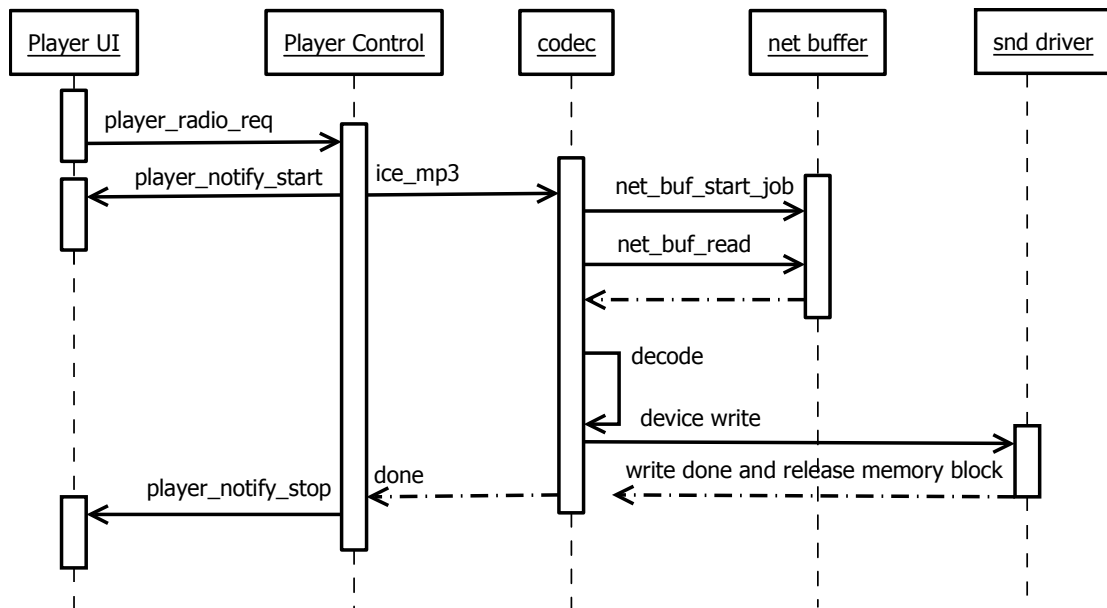 Player UI
Player Control
codec
net buffer
snd driver
player_radio_req
player_notify_start
ice_mp3
net_buf_start_job
net_buf_read
decode
device write
write done and release memory block
done
player_notify_stop